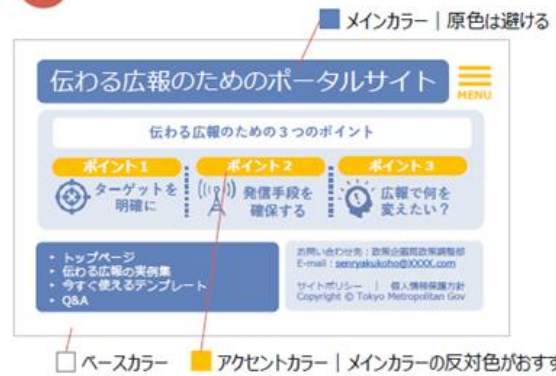 メインカラー | 原色は避ける
伝わる広報のためのポータルサイト
MENU
伝わる広報のための３つのポイント
ポイント1
ターゲットを
明確に
ポイント2
発信手段を
確保する
ポイント3
広報で何を
変えたい？
・ トップページ
・ 伝わる広報の実例集
・ 今すぐ使えるテンプレート
・ Q&A
お問い合わせ先：政策企画局政策調整部
E-mail：senryakukoho@XXXX.com
サイトポリシー | 個人情報保護方針
Copyright © Tokyo Metropolitan Gov
ベースカラー
アクセントカラー | メインカラーの反対色がおす